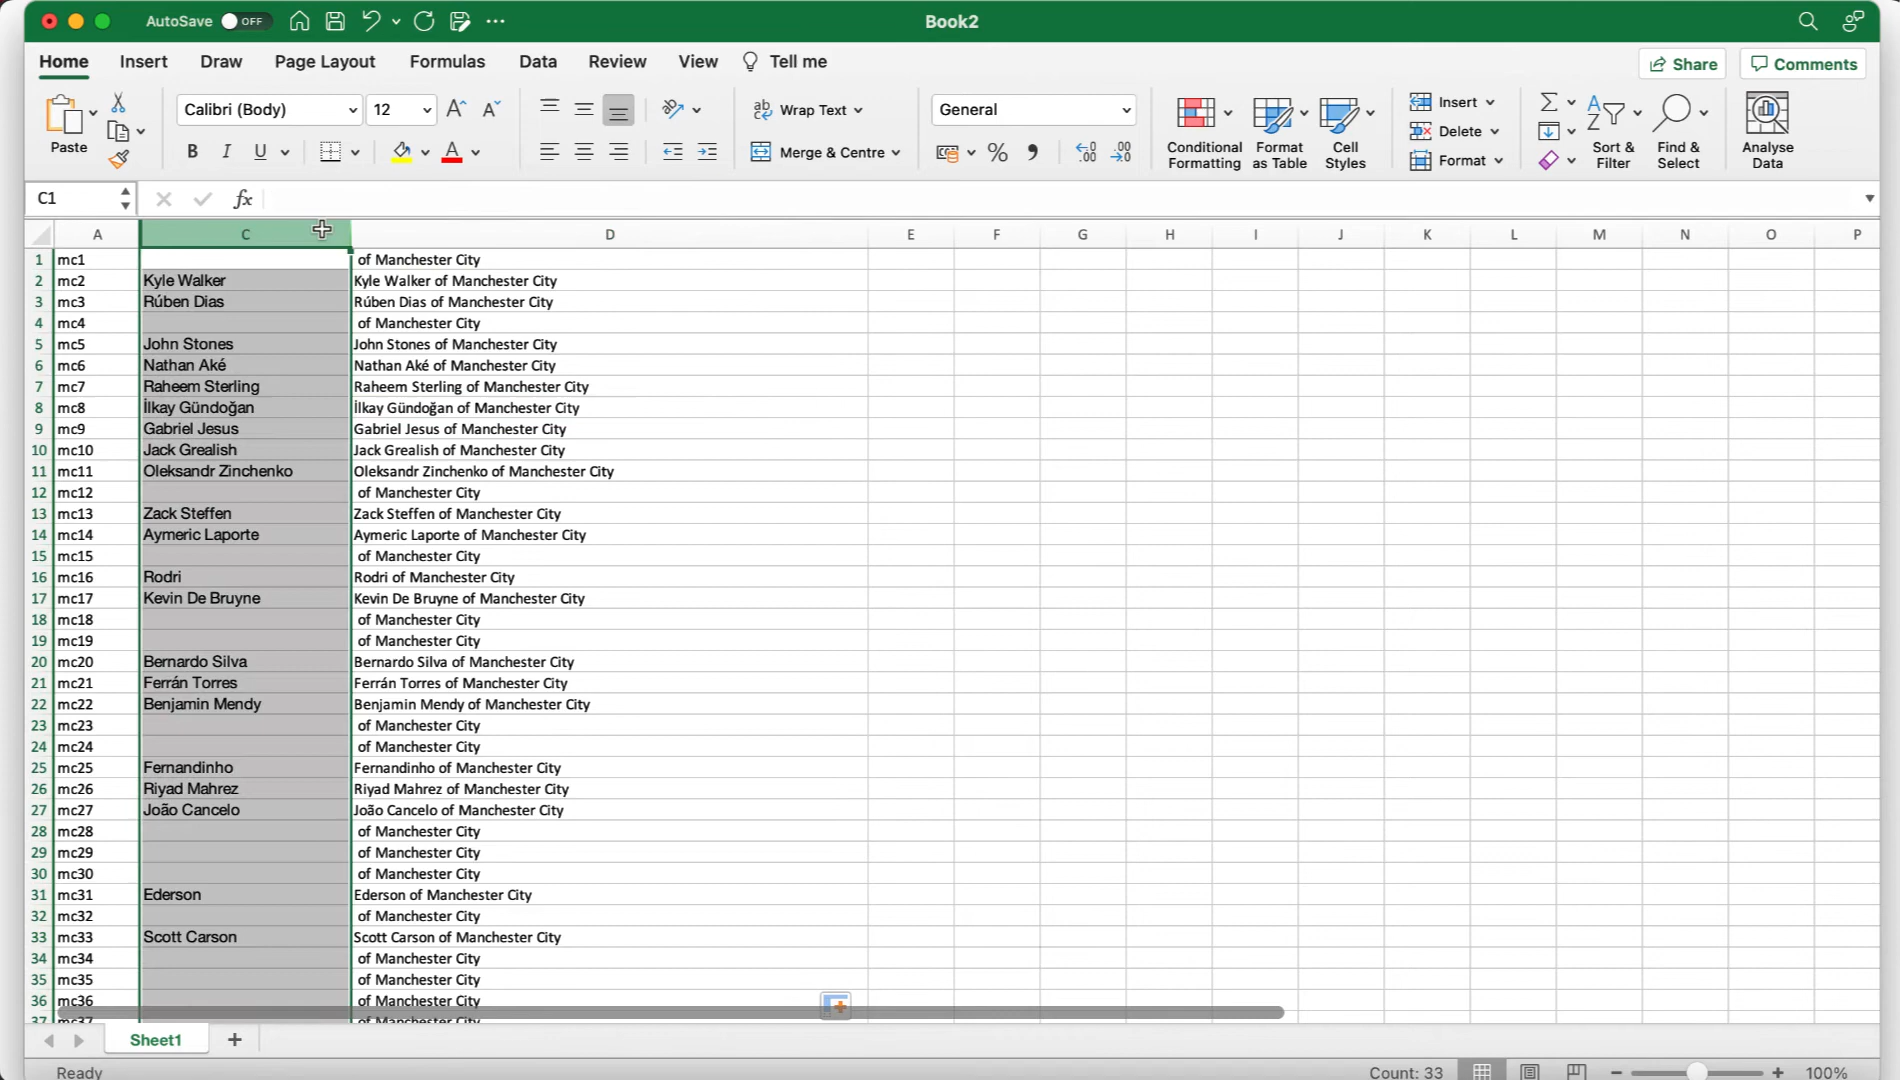 AutoSave OFF Book2
Home Insert Draw Page Layout Formulas Data Review View Tell me Share Comments
Paste Calibri (Body) 12 Wrap Text Merge & Centre General Conditional Formatting Format as Table Cell Styles Insert Delete Format Sort & Filter Find & Select Analyse Data
C1 fx
A C D E F G H I J K L M N O P
1 mc1 of Manchester City
2 mc2 Kyle Walker Kyle Walker of Manchester City
3 mc3 Rúben Dias Rúben Dias of Manchester City
4 mc4 of Manchester City
5 mc5 John Stones John Stones of Manchester City
6 mc6 Nathan Aké Nathan Aké of Manchester City
7 mc7 Raheem Sterling Raheem Sterling of Manchester City
8 mc8 İlkay Gündoğan İlkay Gündoğan of Manchester City
9 mc9 Gabriel Jesus Gabriel Jesus of Manchester City
10 mc10 Jack Grealish Jack Grealish of Manchester City
11 mc11 Oleksandr Zinchenko Oleksandr Zinchenko of Manchester City
12 mc12 of Manchester City
13 mc13 Zack Steffen Zack Steffen of Manchester City
14 mc14 Aymeric Laporte Aymeric Laporte of Manchester City
15 mc15 of Manchester City
16 mc16 Rodri Rodri of Manchester City
17 mc17 Kevin De Bruyne Kevin De Bruyne of Manchester City
18 mc18 of Manchester City
19 mc19 of Manchester City
20 mc20 Bernardo Silva Bernardo Silva of Manchester City
21 mc21 Ferrán Torres Ferrán Torres of Manchester City
22 mc22 Benjamin Mendy Benjamin Mendy of Manchester City
23 mc23 of Manchester City
24 mc24 of Manchester City
25 mc25 Fernandinho Fernandinho of Manchester City
26 mc26 Riyad Mahrez Riyad Mahrez of Manchester City
27 mc27 João Cancelo João Cancelo of Manchester City
28 mc28 of Manchester City
29 mc29 of Manchester City
30 mc30 of Manchester City
31 mc31 Ederson Ederson of Manchester City
32 mc32 of Manchester City
33 mc33 Scott Carson Scott Carson of Manchester City
34 mc34 of Manchester City
35 mc35 of Manchester City
36 mc36 of Manchester City
37 mc37 of Manchester City
Sheet1
Ready Count: 33 100%